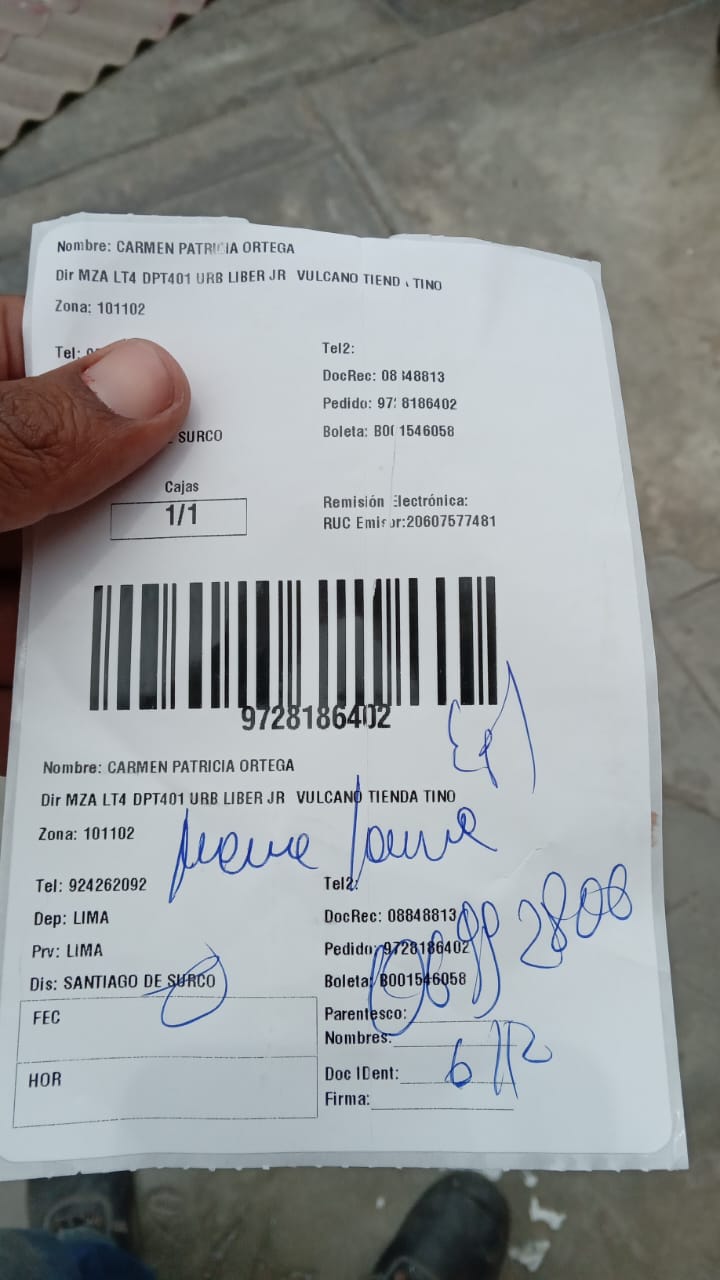 Nombre: CARMEN PATRICIA ORTEGA
Dir MZA LT4 DPT401 URB LIBER JR VULCANO TIEND TINO
Zona: 101102
Tel:
Tel2:
DocRec: 08 48813
Pedido: 972 8186402
SURCO
Boleta: B00 1546058
Cajas
1/1
Remisión Electrónica:
RUC Emisor:20607577481
9728186402
Nombre: CARMEN PATRICIA ORTEGA
Dir MZA LT4 DPT401 URB LIBER JR VULCANO TIENDA TINO
Zona: 101102
Tel: 924262092
Tel2:
Dep: LIMA
DocRec: 08848813
Prv: LIMA
Pedido: 9728186402
Dis: SANTIAGO DE SURCO
Boleta: B001546058
FEC
Parentesco:
Nombres:
HOR
Doc IDent:
Firma: